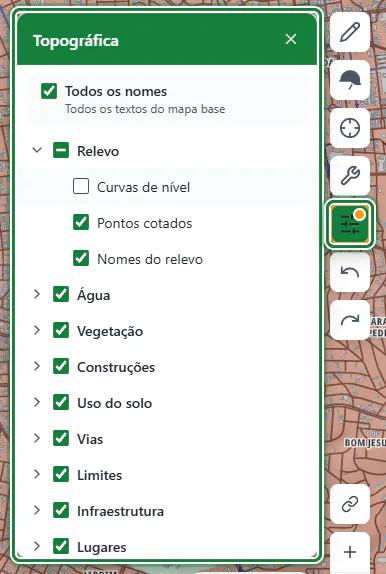 Topográfica
Todos os nomes
Todos os textos do mapa base
Relevo
Curvas de nível
Pontos cotados
Nomes do relevo
Água
Vegetação
Construções
Uso do solo
Vias
Limites
Infraestrutura
Lugares
BOM JESU